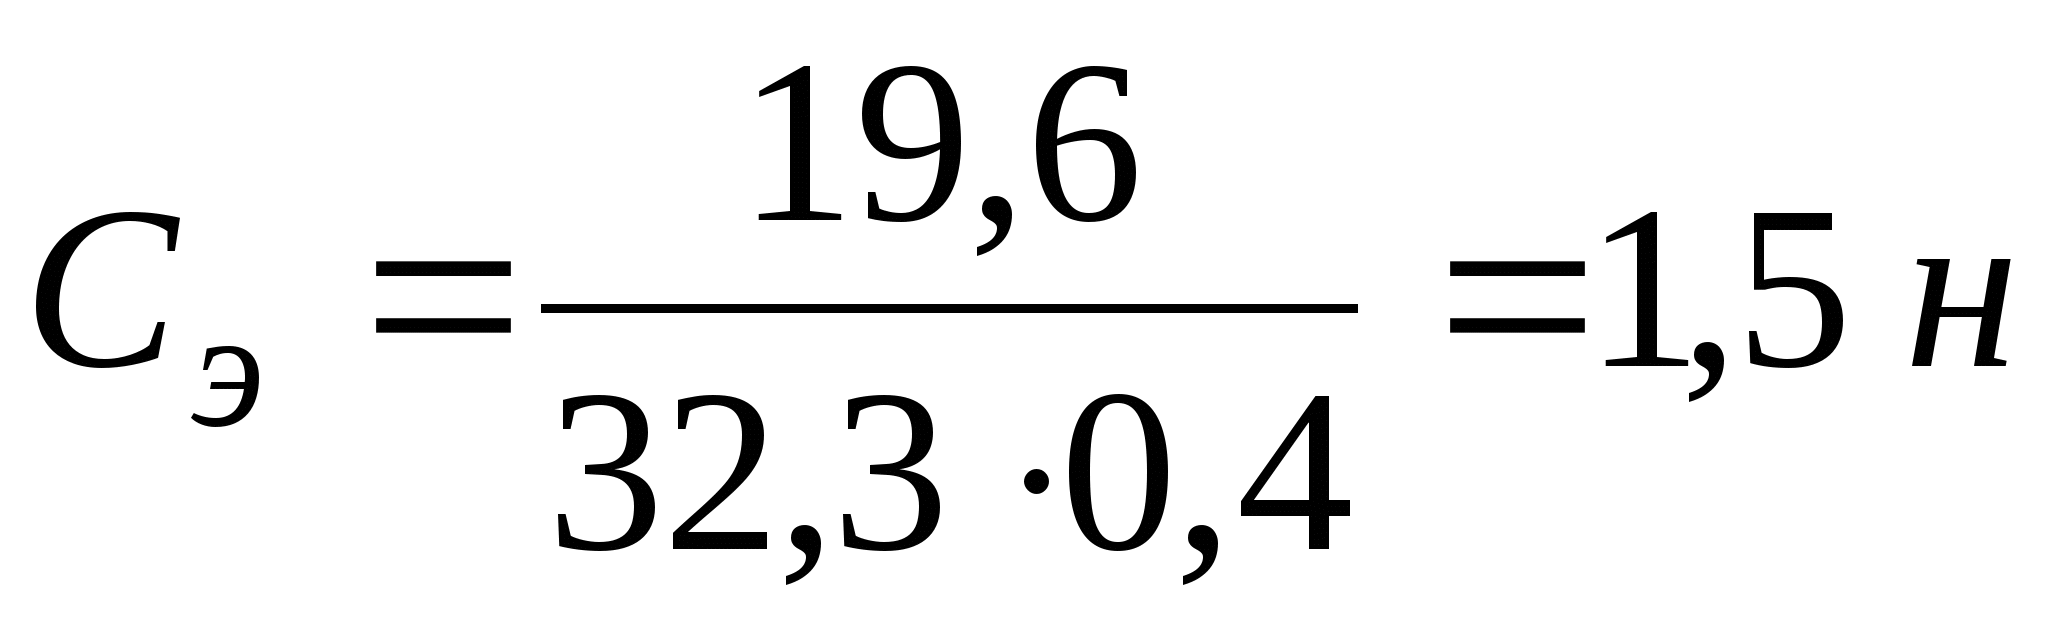 Cэ = 19,6 / 32,3 ·0,4 =1,5 н